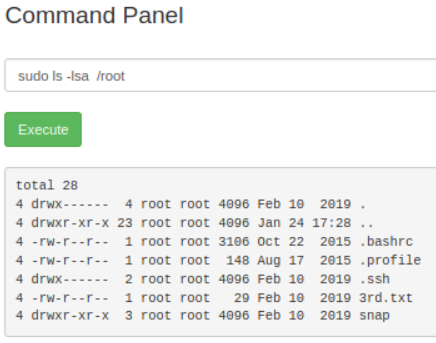 Command Panel
sudo ls -lsa  /root
Execute
total 28
4 drwx------  4 root root 4096 Feb 10  2019 .
4 drwxr-xr-x 23 root root 4096 Jan 24 17:28 ..
4 -rw-r--r--  1 root root 3106 Oct 22  2015 .bashrc
4 -rw-r--r--  1 root root  148 Aug 17  2015 .profile
4 drwx------  2 root root 4096 Feb 10  2019 .ssh
4 -rw-r--r--  1 root root   29 Feb 10  2019 3rd.txt
4 drwxr-xr-x  3 root root 4096 Feb 10  2019 snap